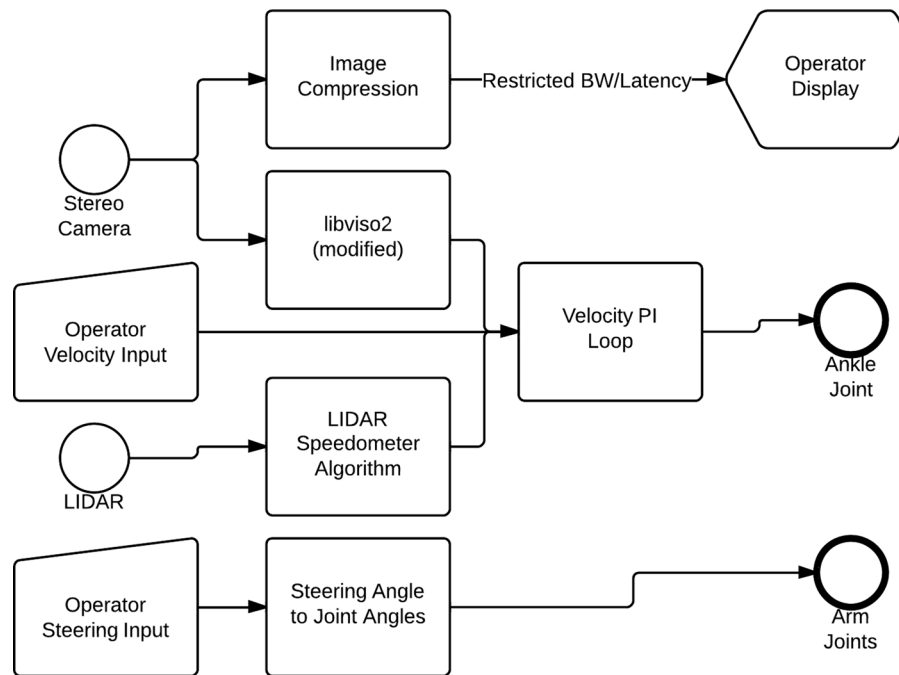 Image
Compression
Restricted BW/Latency
Operator
Display
Stereo
Camera
libviso2
(modified)
Operator
Velocity Input
Velocity PI
Loop
Ankle
Joint
LIDAR
Speedometer
Algorithm
LIDAR
Operator
Steering Input
Steering Angle
to Joint Angles
Arm
Joints